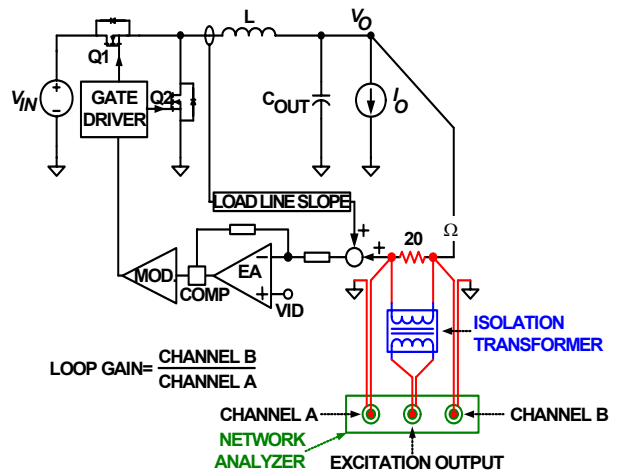 L
V_O
Q1
V_IN
GATE
DRIVER
Q2
C_OUT
I_O
LOAD LINE SLOPE
+
+
20
Ω
MOD.
COMP
EA
−
+
VID
ISOLATION
TRANSFORMER
LOOP GAIN= CHANNEL B
CHANNEL A
CHANNEL A
CHANNEL B
NETWORK
ANALYZER
EXCITATION OUTPUT